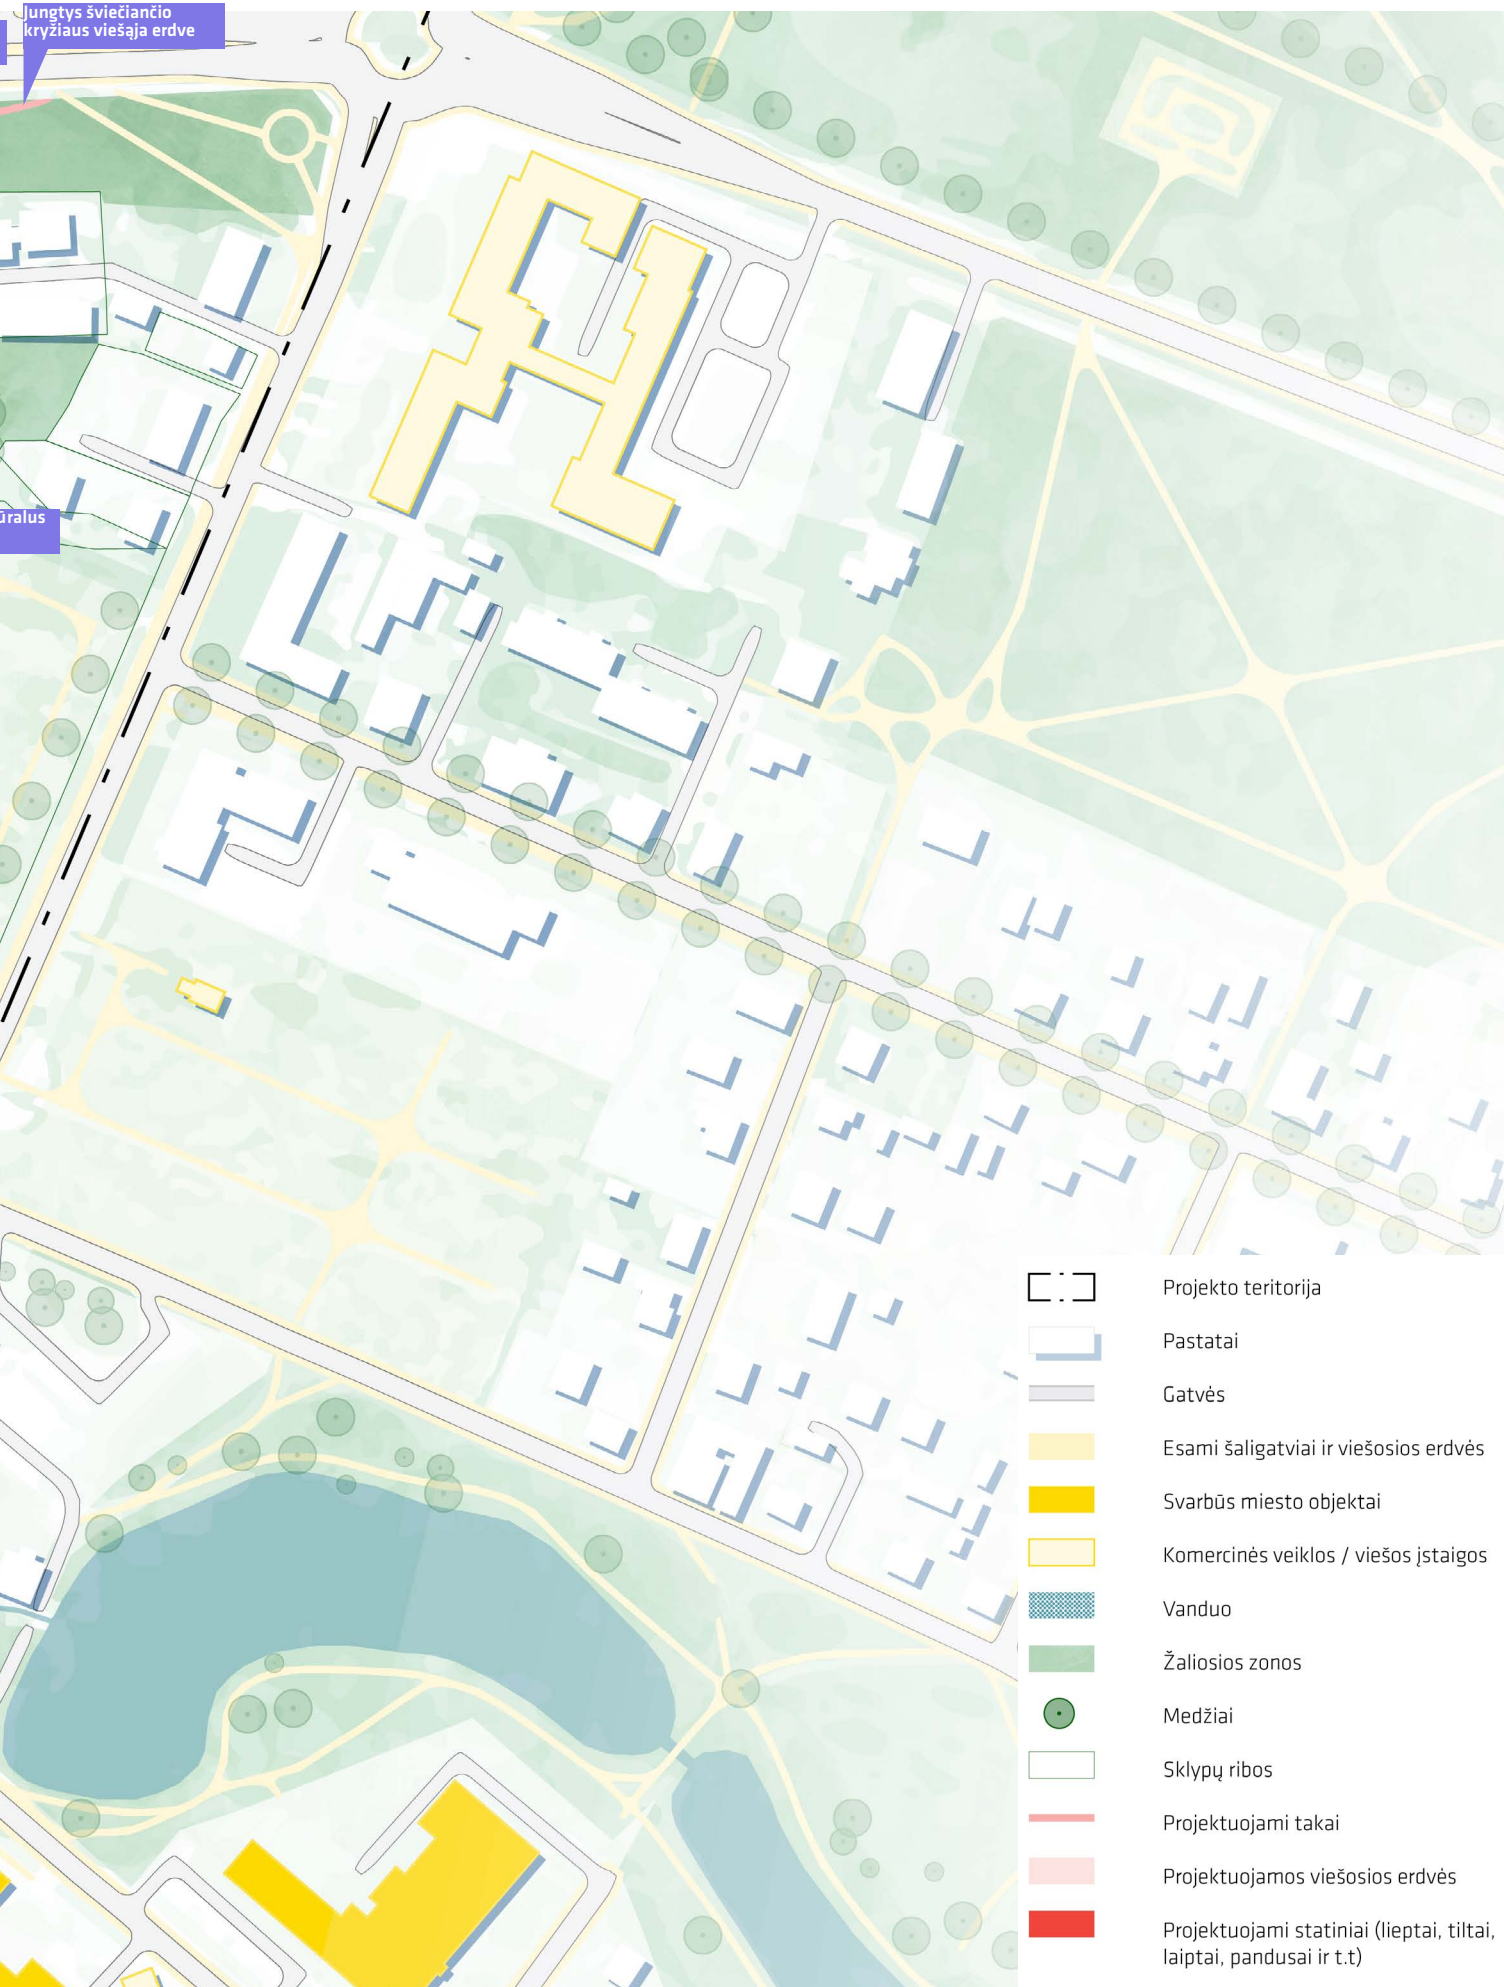 Jungtys šviečiančio
kryžiaus viešąja erdve
Projekto teritorija
Pastatai
Gatvės
Esami šaligatviai ir viešosios erdvės
Svarbūs miesto objektai
Komercinės veiklos / viešos įstaigos
Vanduo
Žaliosios zonos
Medžiai
Sklypų ribos
Projektuojami takai
Projektuojamos viešosios erdvės
Projektuojami statiniai (lieptai, tiltai,
laiptai, pandusai ir t.t)